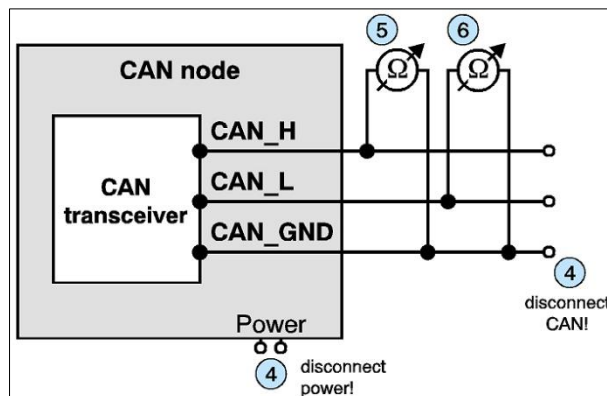 5
6
Ω
Ω
CAN node
CAN_H
CAN
transceiver
CAN_L
CAN_GND
4
disconnect
CAN!
Power
4
disconnect
power!